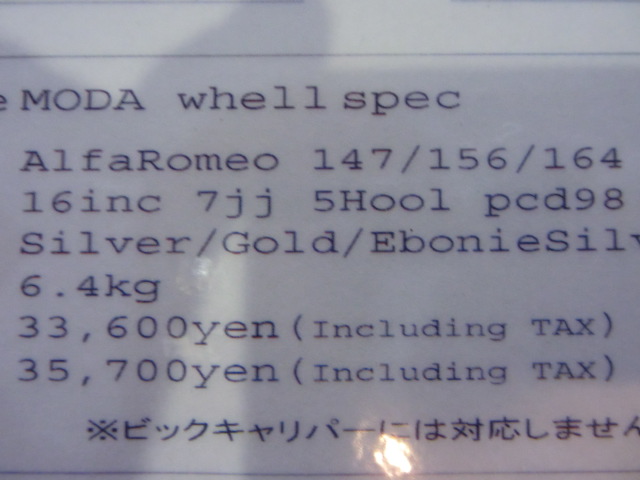 e MODA whell spec
AlfaRomeo 147/156/164
16inc 7jj 5Hool pcd98
Silver/Gold/EbonieSilv
6.4kg
33,600yen(Including TAX)
35,700yen(Including TAX)
※ビックキャリパーには対応しません